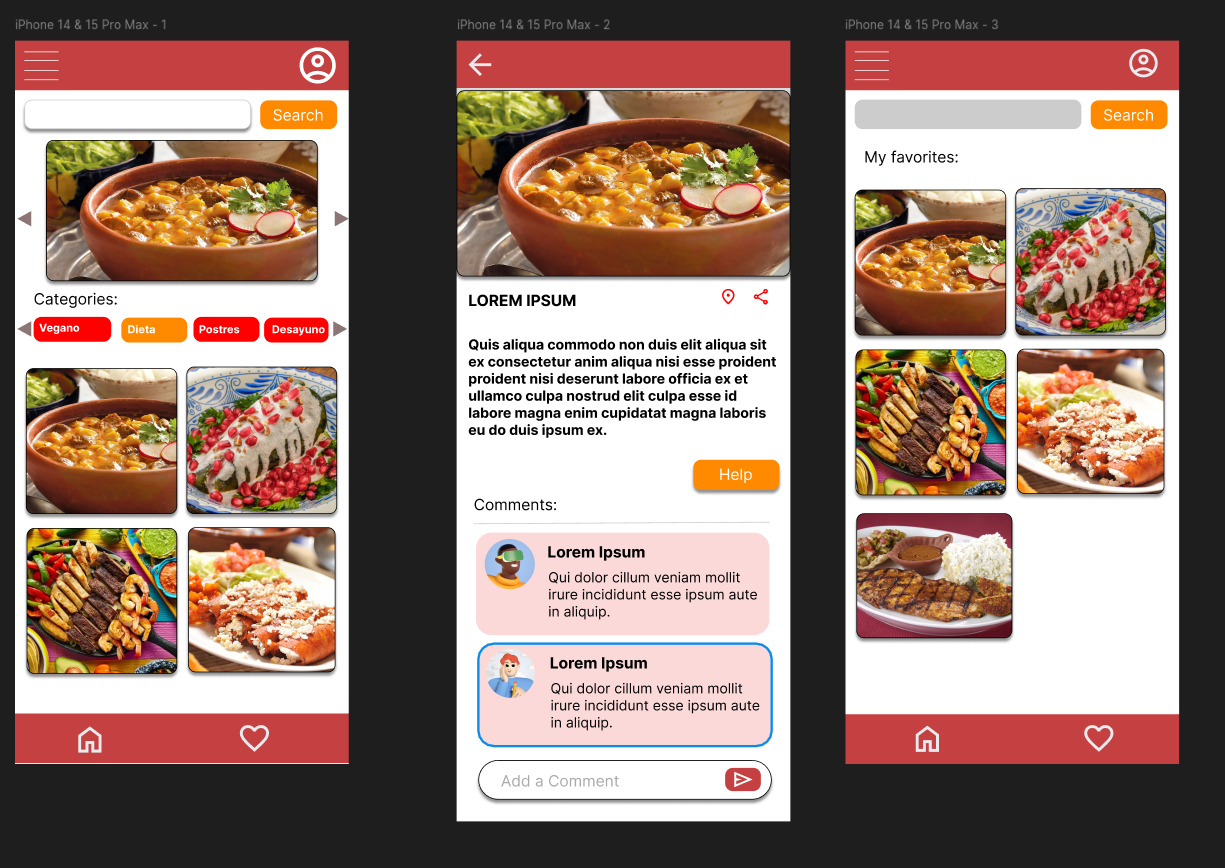 iPhone 14 & 15 Pro Max - 1
Search
Categories:
Vegano
Dieta
Postres
Desayuno
iPhone 14 & 15 Pro Max - 2
LOREM IPSUM
Quis aliqua commodo non duis elit aliqua sit
ex consectetur anim aliqua nisi esse proident
proident nisi deserunt labore officia ex et
ullamco culpa nostrud elit culpa esse id
labore magna enim cupidatat magna laboris
eu do duis ipsum ex.
Help
Comments:
Lorem Ipsum
Qui dolor cillum veniam mollit
irure incididunt esse ipsum aute
in aliquip.
Lorem Ipsum
Qui dolor cillum veniam mollit
irure incididunt esse ipsum aute
in aliquip.
Add a Comment
iPhone 14 & 15 Pro Max - 3
Search
My favorites: